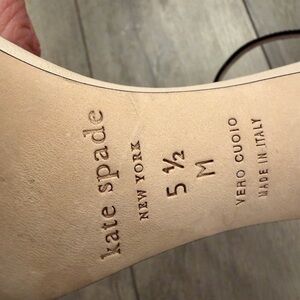 kate spade
NEW YORK
5 ½
M
VERO CUOIO
MADE IN ITALY